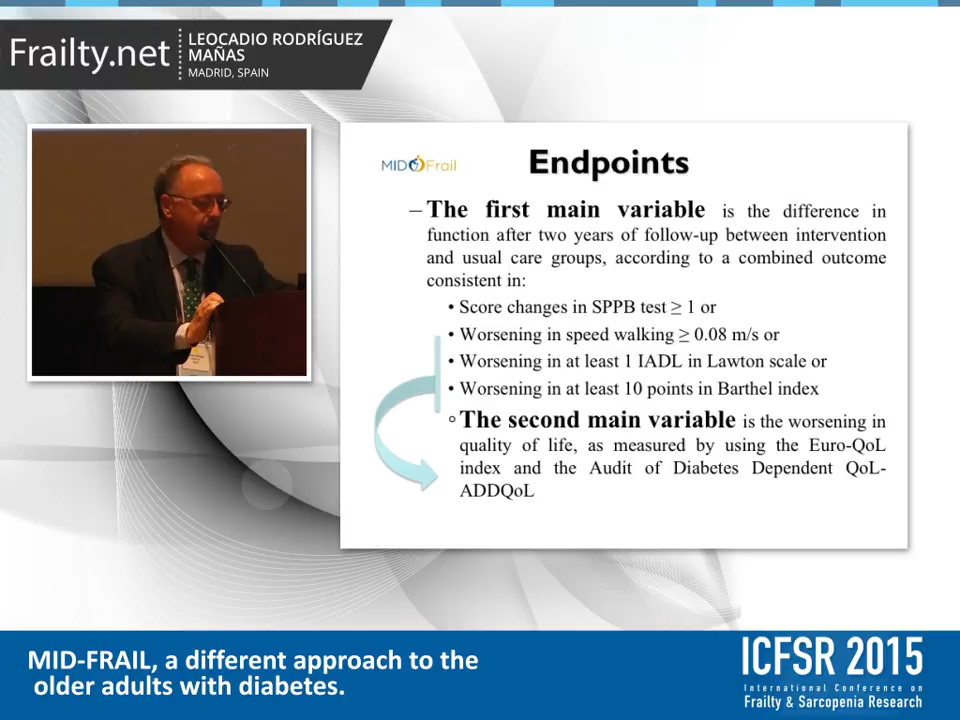 Frailty.net
LEOCADIO RODRÍGUEZ
MAÑAS
MADRID, SPAIN
MID Frail
Endpoints
– The first main variable is the difference in
function after two years of follow-up between intervention
and usual care groups, according to a combined outcome
consistent in:
• Score changes in SPPB test ≥ 1 or
• Worsening in speed walking ≥ 0.08 m/s or
• Worsening in at least 1 IADL in Lawton scale or
• Worsening in at least 10 points in Barthel index
° The second main variable is the worsening in
quality of life, as measured by using the Euro-QoL
index and the Audit of Diabetes Dependent QoL-
ADDQoL
MID-FRAIL, a different approach to the
older adults with diabetes.
ICFSR 2015
International Conference on
Frailty & Sarcopenia Research